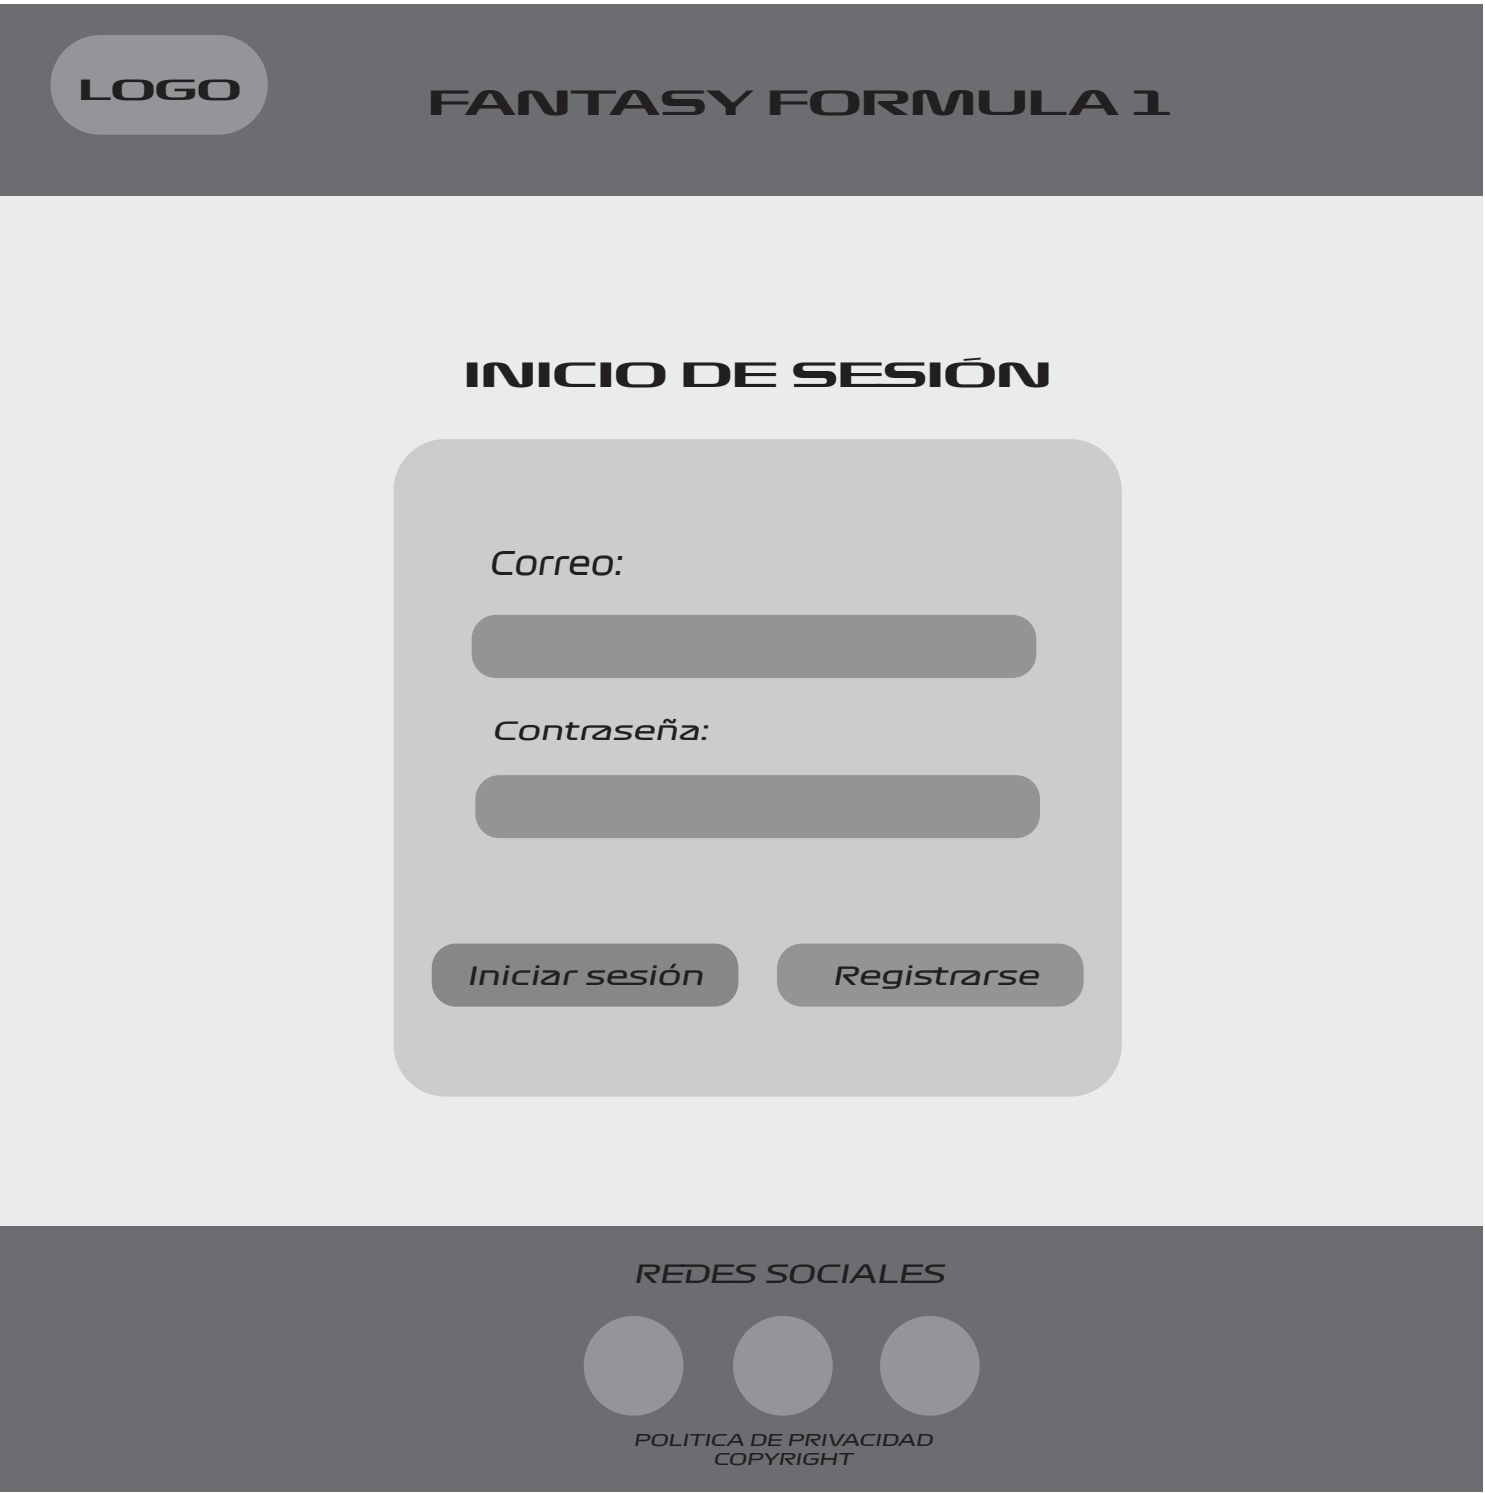 LOGO
FANTASY FORMULA 1
INICIO DE SESIÓN
Correo:
Contraseña:
Iniciar sesión
Registrarse
REDES SOCIALES
POLITICA DE PRIVACIDAD
COPYRIGHT